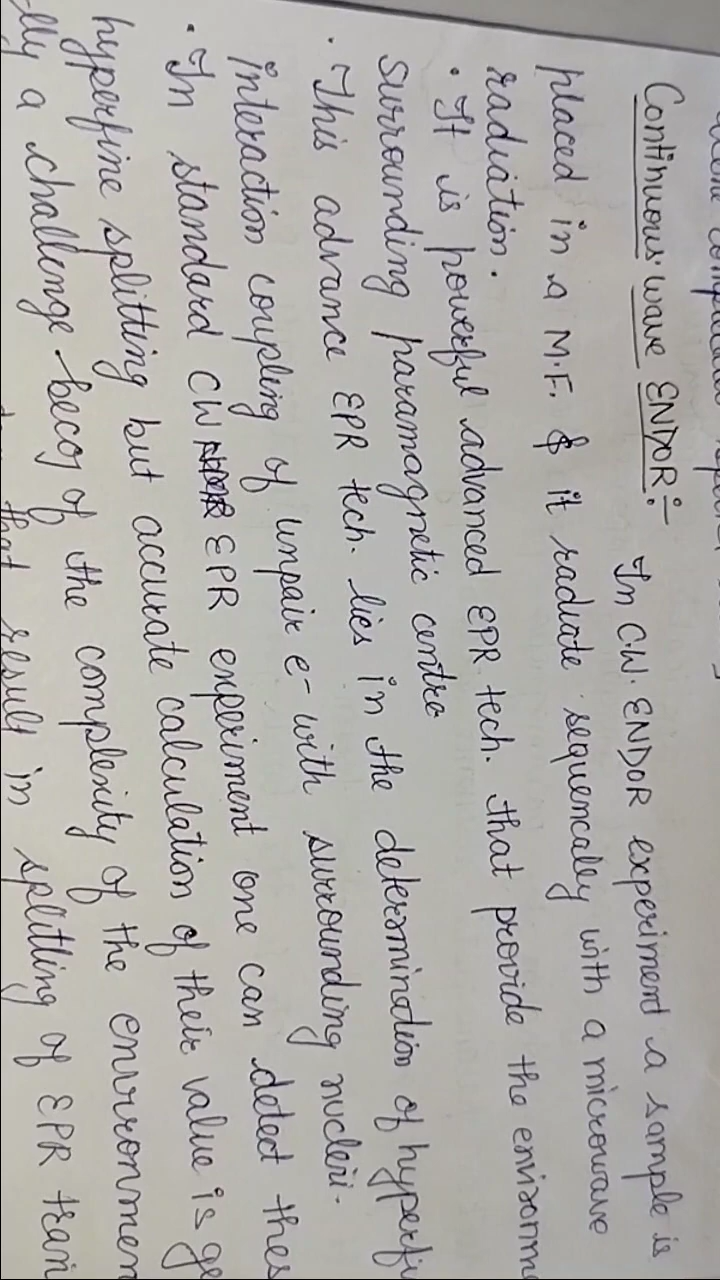 Continuous wave ENDOR :- In C.W. ENDOR experiment a sample is
placed in a M.F. & it radiate sequencally with a microwave
radiation.
• It is powerful advanced EPR tech. that provide the environme
surrounding paramagnetic centre
• This advance EPR tech. lies in the determination of hyperfi
interaction coupling of unpair e- with surrounding nucleii.
• In standard CW EPR experiment one can detect thes
hyperfine splitting but accurate calculation of their value is ge
lly a challenge becoz of the complexity of the environmen
that result in splitting of EPR tran